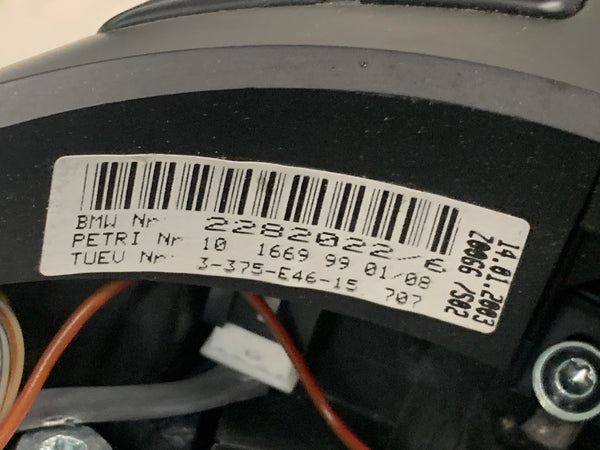 BMW Nr 2282022/6
PETRI Nr 10 1669 99 01/08
TUEV Nr 3-375-E46-15 707
14.01.2003
Z0066 /S02